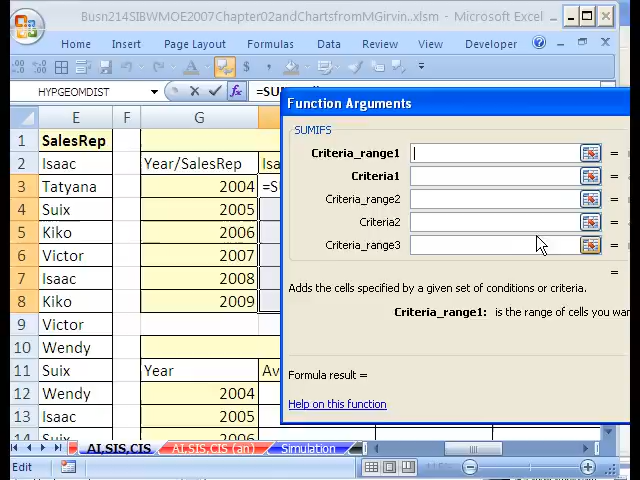 Busn214SIBWMOE2007Chapter02andChartsfromMGirvin..xlsm - Microsoft Excel
Home Insert Page Layout Formulas Data Review View Developer
HYPGEOMDIST
Function Arguments
E F G
SUMIFS
1 SalesRep
Criteria_range1 =
2 Isaac Year/SalesRep
Criteria1 =
3 Tatyana 2004
Criteria_range2 =
4 Suix 2005
Criteria2 =
5 Kiko 2006
Criteria_range3 =
6 Victor 2007
=
7 Isaac 2008
Adds the cells specified by a given set of conditions or criteria.
8 Kiko 2009
Criteria_range1: is the range of cells you
9 Victor
10 Wendy
11 Suix Year
Formula result =
12 Wendy 2004
Help on this function
13 Isaac 2005
14
AI,SIS,CIS AI,SIS,CIS (an) Simulation
Edit